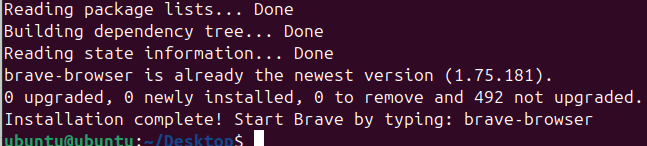 Reading package lists... Done
Building dependency tree... Done
Reading state information... Done
brave-browser is already the newest version (1.75.181).
0 upgraded, 0 newly installed, 0 to remove and 492 not upgraded.
Installation complete! Start Brave by typing: brave-browser
ubuntu@ubuntu:~/Desktop$